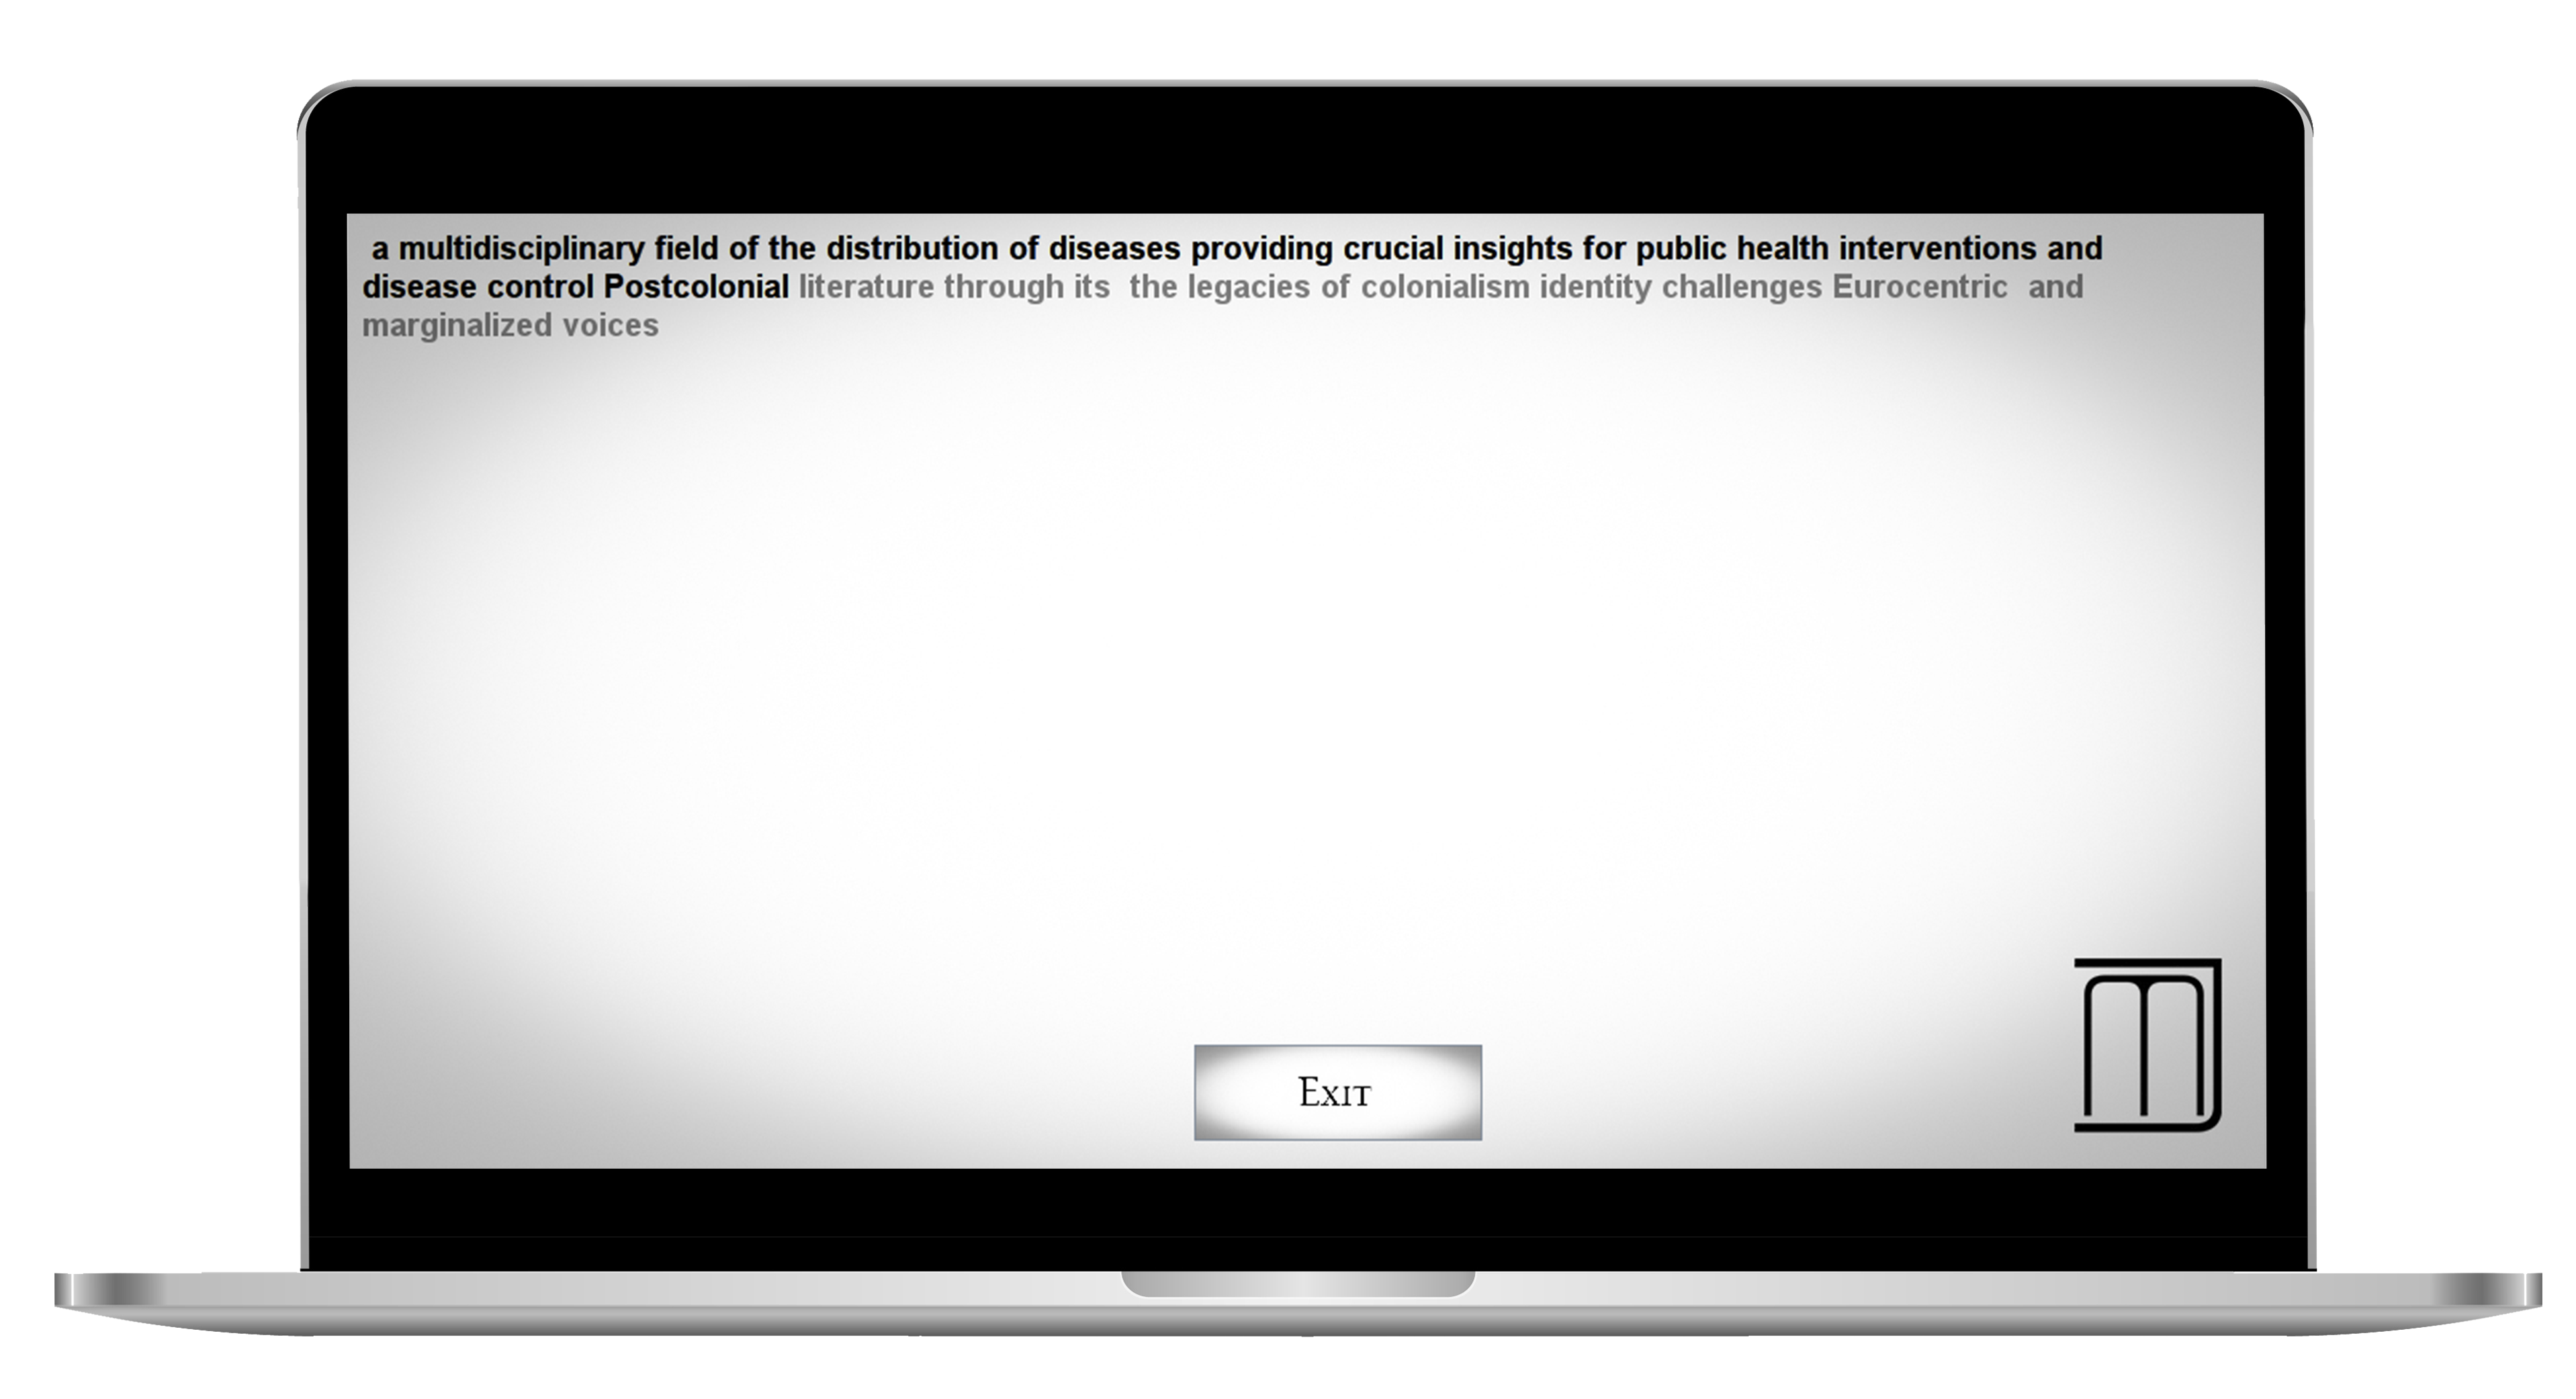 a multidisciplinary field of the distribution of diseases providing crucial insights for public health interventions and
disease control Postcolonial literature through its  the legacies of colonialism identity challenges Eurocentric  and
marginalized voices
Exit